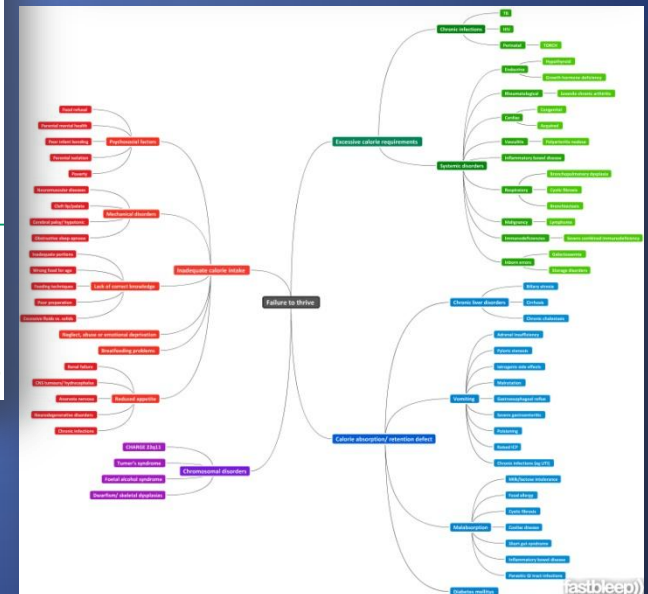 Failure to thrive
Excessive calorie requirements
Chronic infections
TB
HIV
Perinatal
TORCH
Systemic disorders
Endocrine
Hypothyroid
Growth hormone deficiency
Rheumatological
Juvenile chronic arthritis
Cardiac
Congenital
Acquired
Vasculitis
Polyarteritis nodosa
Inflammatory bowel disease
Respiratory
Bronchopulmonary dysplasia
Cystic fibrosis
Bronchiectasis
Malignancy
Lymphoma
Immunodeficiencies
Severe combined immunodeficiency
Inborn errors
Galactosaemia
Storage disorders
Inadequate calorie intake
Psychosocial factors
Food refusal
Parental mental health
Poor infant bonding
Parental isolation
Poverty
Mechanical disorders
Neuromuscular diseases
Cleft lip/palate
Cerebral palsy/ hypotonic
Obstructive sleep apnoea
Lack of correct knowledge
Inadequate portions
Wrong food for age
Feeding techniques
Poor preparation
Excessive fluids vs. solids
Neglect, abuse or emotional deprivation
Breastfeeding problems
Reduced appetite
Renal failure
CNS tumours/ hydrocephalus
Anorexia nervosa
Neurodegenerative disorders
Chronic infections
Chromosomal disorders
CHARGE 22q11
Turner's syndrome
Foetal alcohol syndrome
Dwarfism/ skeletal dysplasias
Calorie absorption/ retention defect
Chronic liver disorders
Biliary atresia
Cirrhosis
Chronic cholestasis
Vomiting
Adrenal insufficiency
Pyloric stenosis
Iatrogenic side effects
Malrotation
Gastroesophageal reflux
Severe gastroenteritis
Poisoning
Raised ICP
Chronic infections (eg UTI)
Malabsorption
Milk/lactose intolerance
Food allergy
Cystic fibrosis
Coeliac disease
Short gut syndrome
Inflammatory bowel disease
Parasitic GI tract infections
Diabetes mellitus
fastbleep))